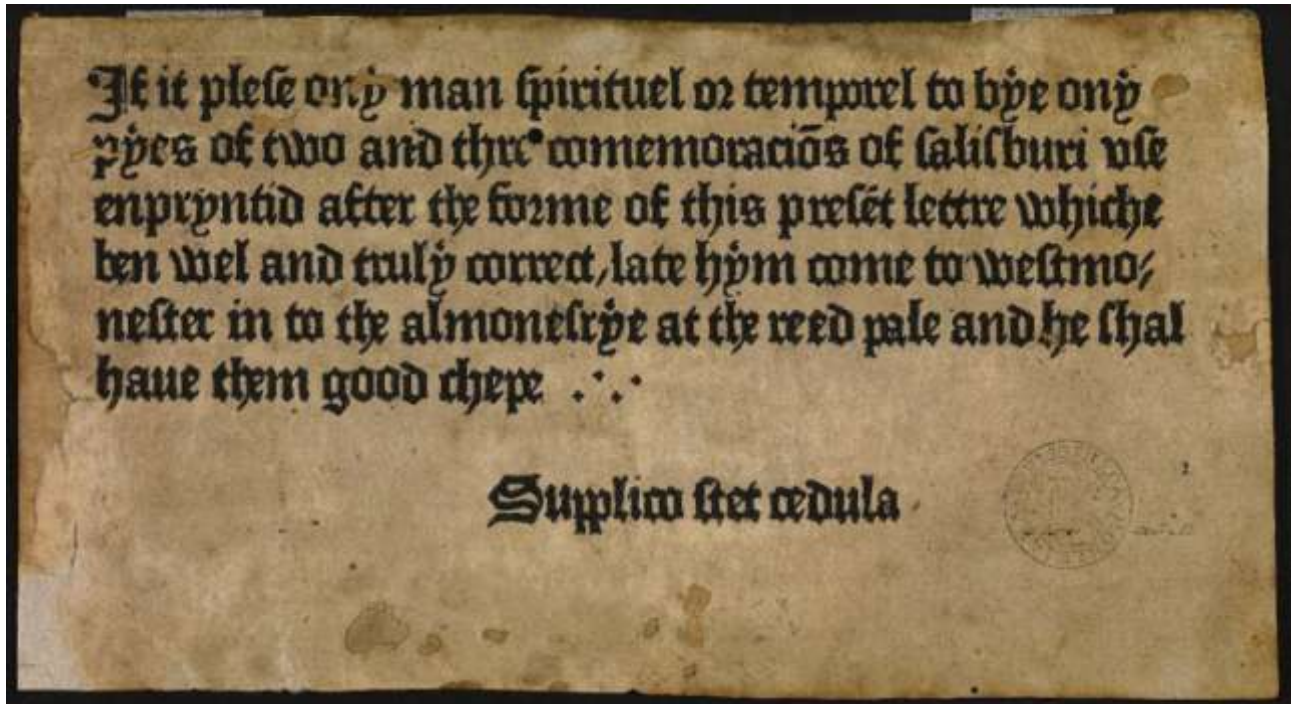 If it plese ony man spirituel or temporel to bye ony
pyes of two and thre comemoraciōs of salisburi vse
enpryntid after the forme of this presēt lettre whiche
ben wel and truly correct, late hym come to westmo⸗
nester in to the almonesrye at the reed pale and he shal
haue them good chepe .·.
Supplico stet cedula